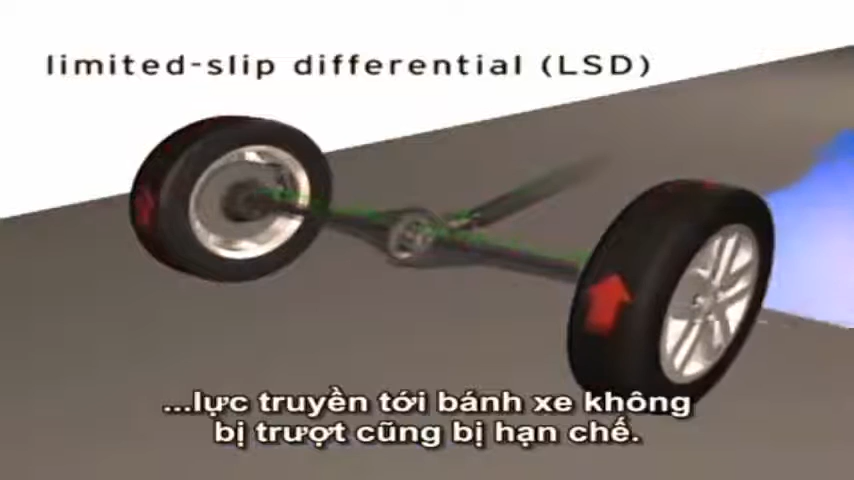 limited-slip differential (LSD)
...lực truyền tới bánh xe không
bị trượt cũng bị hạn chế.